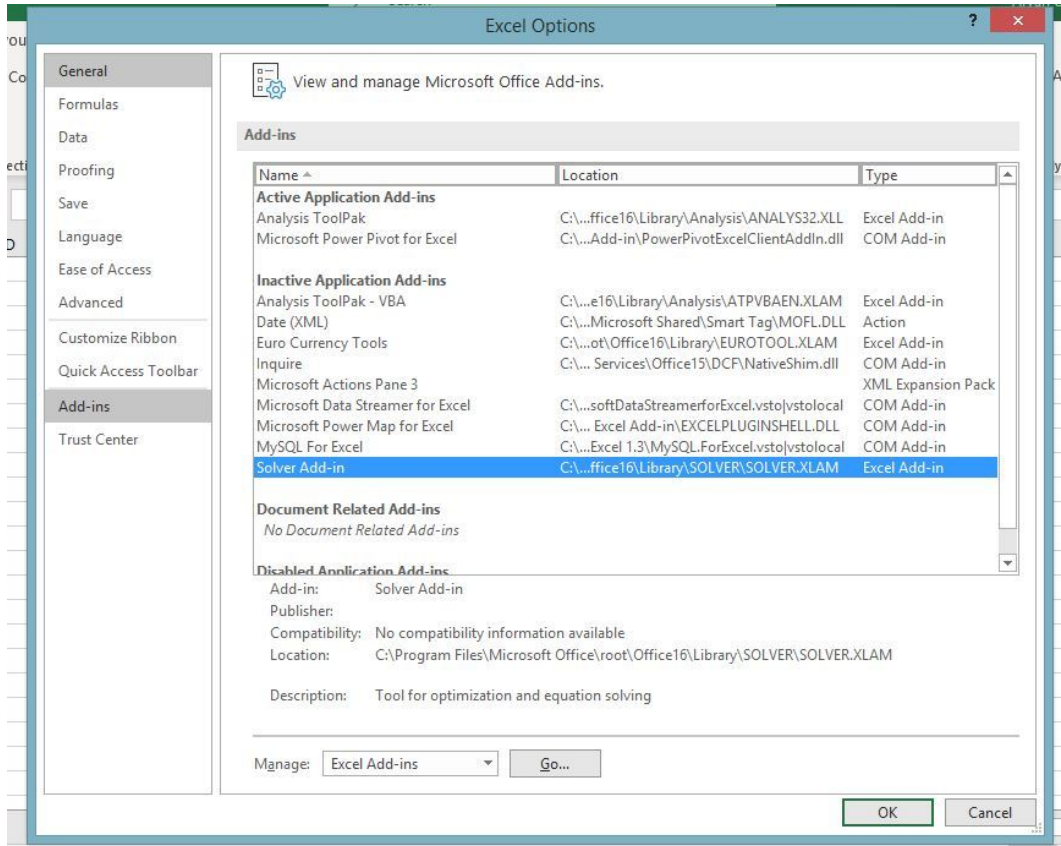 Excel Options
?
General
Formulas
Data
Proofing
Save
Language
Ease of Access
Advanced
Customize Ribbon
Quick Access Toolbar
Add-ins
Trust Center
View and manage Microsoft Office Add-ins.
Add-ins
Name Location Type
Active Application Add-ins
Analysis ToolPak C:\...ffice16\Library\Analysis\ANALYS32.XLL Excel Add-in
Microsoft Power Pivot for Excel C:\...Add-in\PowerPivotExcelClientAddIn.dll COM Add-in
Inactive Application Add-ins
Analysis ToolPak - VBA C:\...e16\Library\Analysis\ATPVBAEN.XLAM Excel Add-in
Date (XML) C:\...Microsoft Shared\Smart Tag\MOFL.DLL Action
Euro Currency Tools C:\...ot\Office16\Library\EUROTOOL.XLAM Excel Add-in
Inquire C:\... Services\Office15\DCF\NativeShim.dll COM Add-in
Microsoft Actions Pane 3 XML Expansion Pack
Microsoft Data Streamer for Excel C:\...softDataStreamerforExcel.vsto|vstolocal COM Add-in
Microsoft Power Map for Excel C:\... Excel Add-in\EXCELPLUGINSHELL.DLL COM Add-in
MySQL For Excel C:\...Excel 1.3\MySQL.ForExcel.vsto|vstolocal COM Add-in
Solver Add-in C:\...ffice16\Library\SOLVER\SOLVER.XLAM Excel Add-in
Document Related Add-ins
No Document Related Add-ins
Disabled Application Add-ins
Add-in: Solver Add-in
Publisher:
Compatibility: No compatibility information available
Location: C:\Program Files\Microsoft Office\root\Office16\Library\SOLVER\SOLVER.XLAM
Description: Tool for optimization and equation solving
Manage: Excel Add-ins Go...
OK Cancel